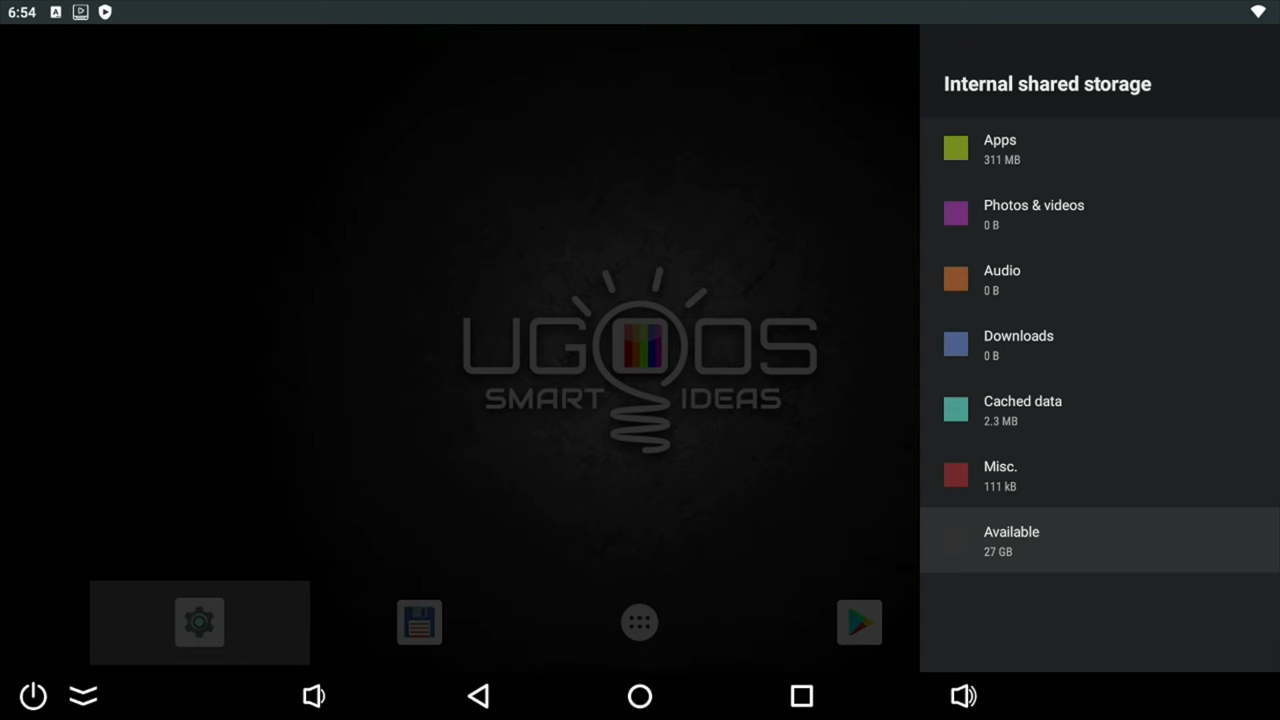 6:54
Internal shared storage
Apps
311 MB
Photos & videos
0 B
Audio
0 B
Downloads
0 B
Cached data
2.3 MB
Misc.
111 kB
Available
27 GB
UGOOS
SMART IDEAS